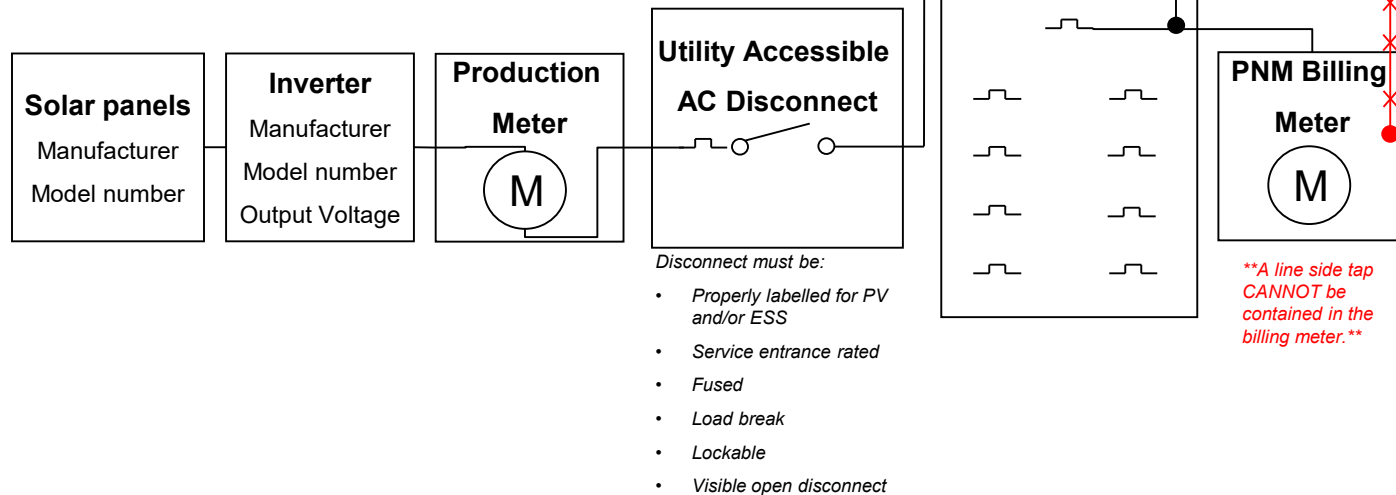 Solar panels
Manufacturer
Model number
Inverter
Manufacturer
Model number
Output Voltage
Production
Meter
M
Utility Accessible
AC Disconnect
Disconnect must be:
• Properly labelled for PV
and/or ESS
• Service entrance rated
• Fused
• Load break
• Lockable
• Visible open disconnect
PNM Billing
Meter
M
**A line side tap
CANNOT be
contained in the
billing meter.**